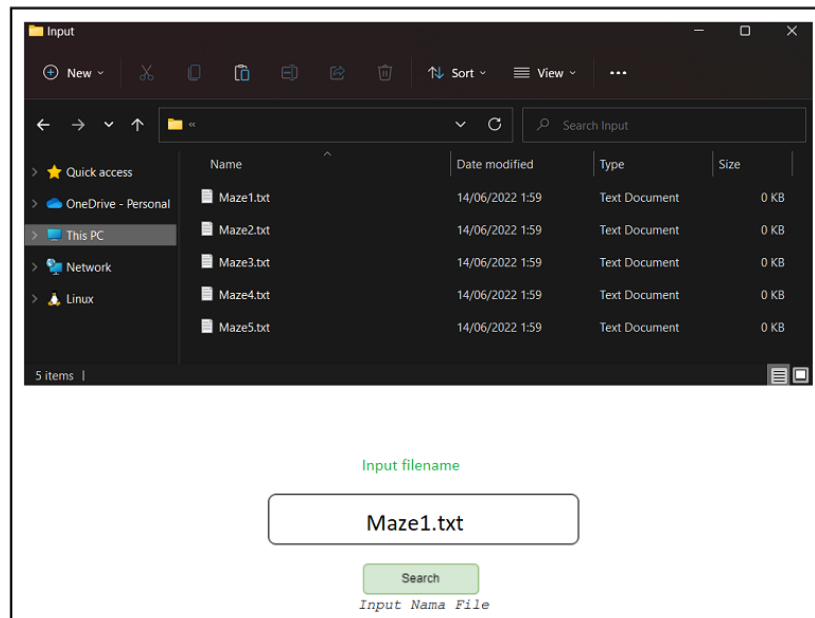 Input
New Sort View ...
«
Search Input
Name Date modified Type Size
Quick access
OneDrive - Personal
This PC
Network
Linux
Maze1.txt 14/06/2022 1:59 Text Document 0 KB
Maze2.txt 14/06/2022 1:59 Text Document 0 KB
Maze3.txt 14/06/2022 1:59 Text Document 0 KB
Maze4.txt 14/06/2022 1:59 Text Document 0 KB
Maze5.txt 14/06/2022 1:59 Text Document 0 KB
5 items
Input filename
Maze1.txt
Search
Input Nama File